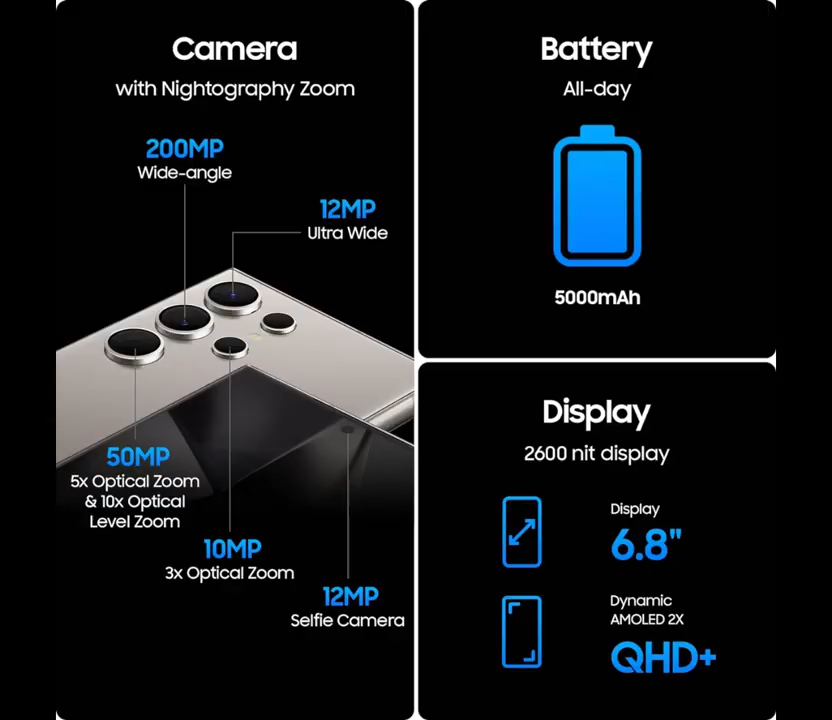 Camera
with Nightography Zoom
200MP
Wide-angle
12MP
Ultra Wide
50MP
5x Optical Zoom
& 10x Optical
Level Zoom
10MP
3x Optical Zoom
12MP
Selfie Camera
Battery
All-day
5000mAh
Display
2600 nit display
Display
6.8"
Dynamic
AMOLED 2X
QHD+